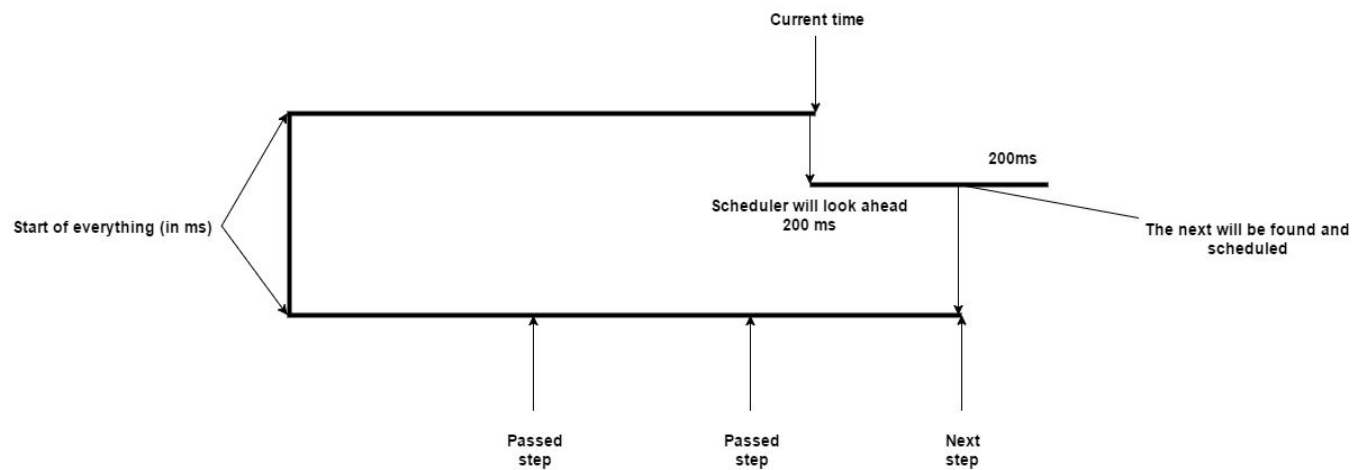 Current time
200ms
Scheduler will look ahead
200 ms
Start of everything (in ms)
The next will be found and
scheduled
Passed
step
Passed
step
Next
step